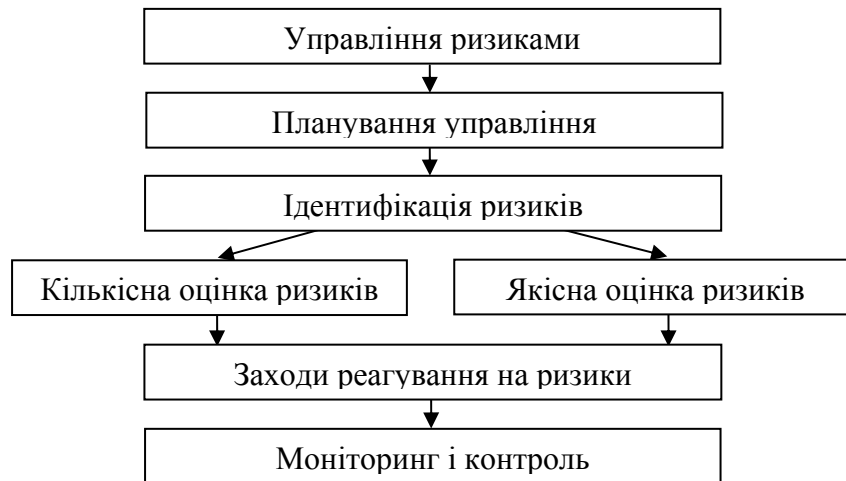 Управління ризиками
Планування управління
Ідентифікація ризиків
Кількісна оцінка ризиків
Якісна оцінка ризиків
Заходи реагування на ризики
Моніторинг і контроль